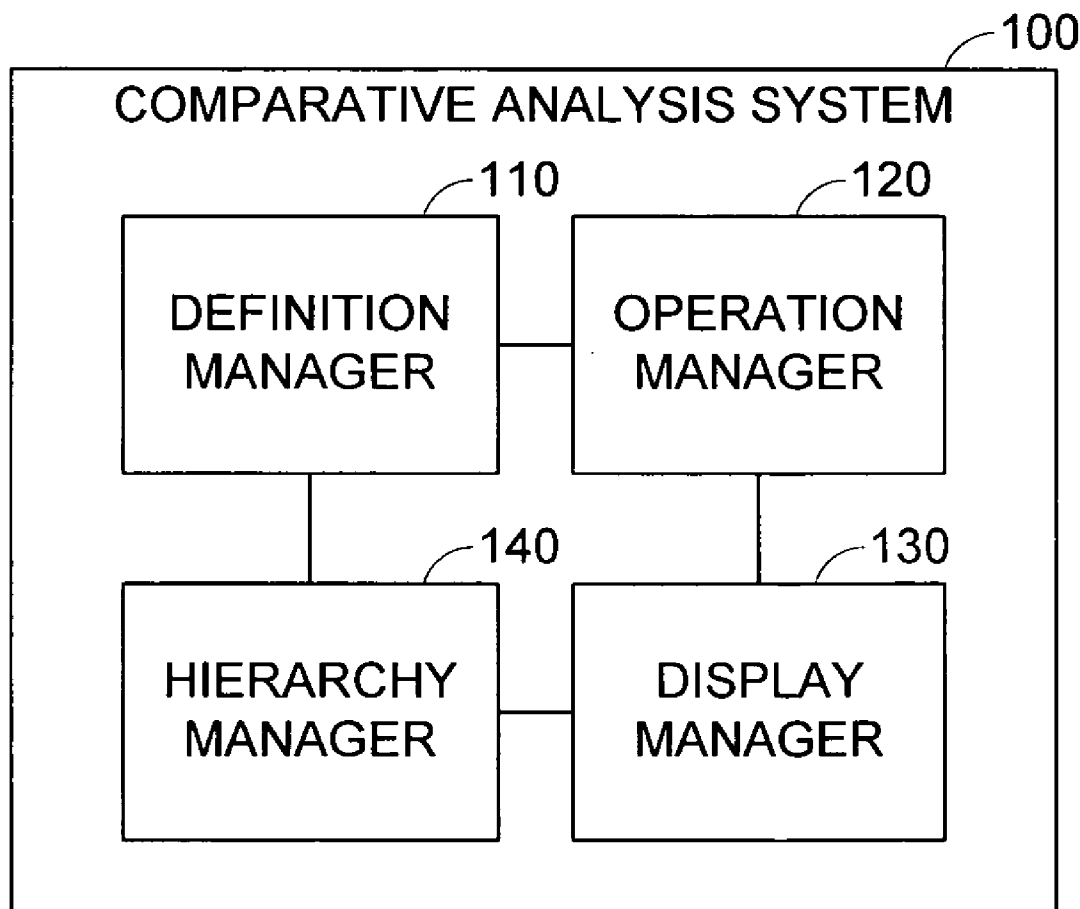 100
COMPARATIVE ANALYSIS SYSTEM
110
120
DEFINITION
MANAGER
OPERATION
MANAGER
140
130
HIERARCHY
MANAGER
DISPLAY
MANAGER